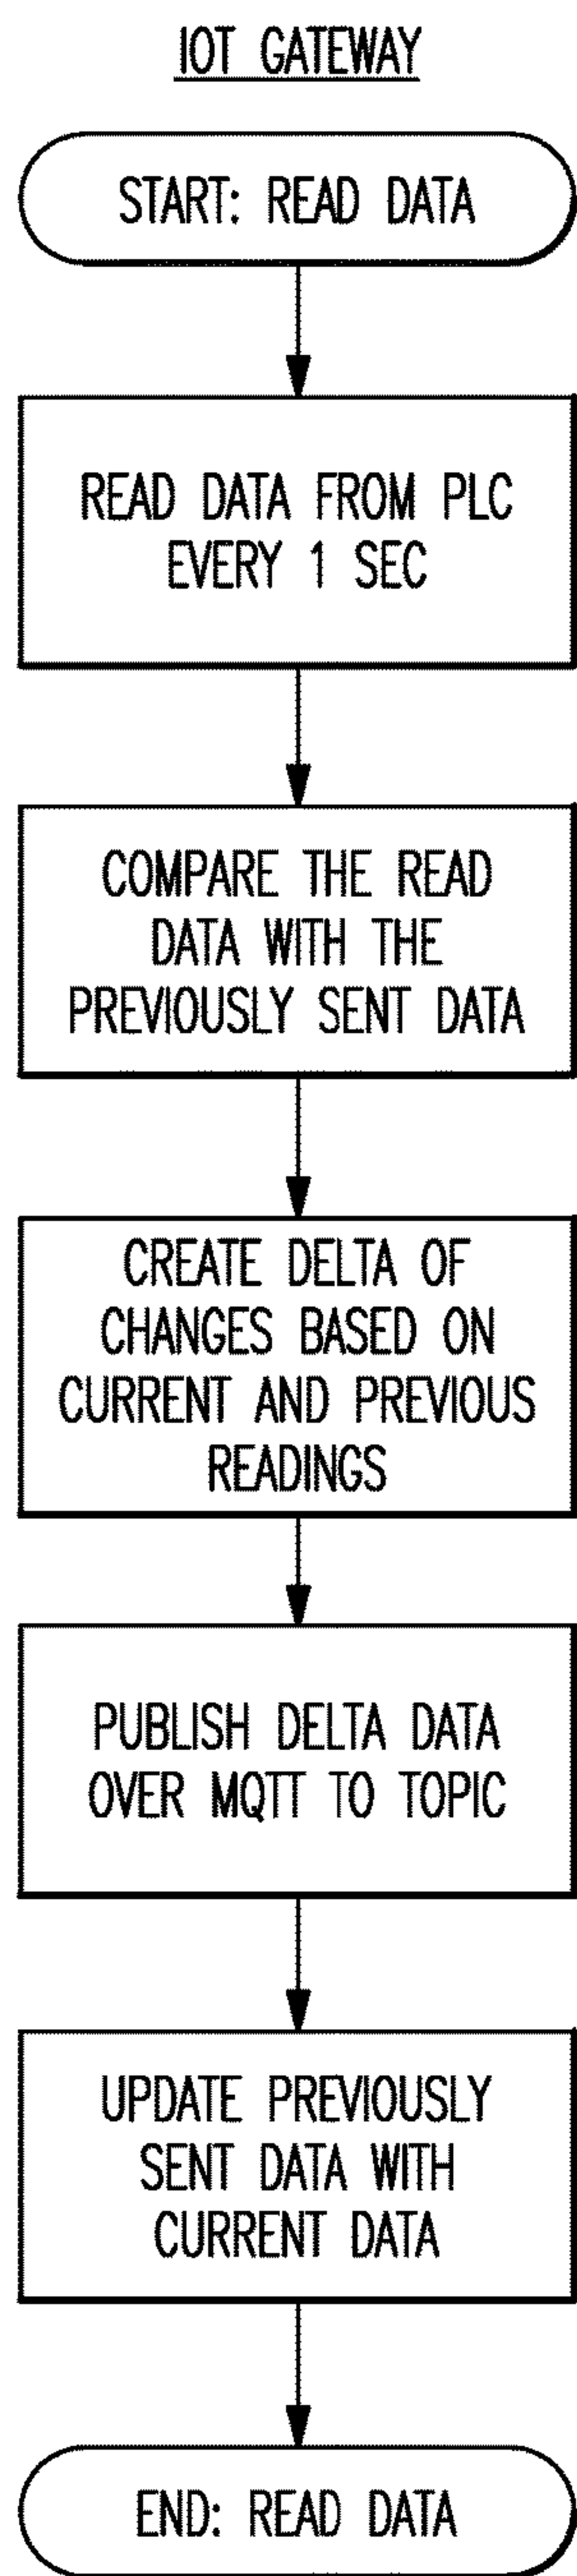 IOT GATEWAY
START: READ DATA
READ DATA FROM PLC
EVERY 1 SEC
COMPARE THE READ
DATA WITH THE
PREVIOUSLY SENT DATA
CREATE DELTA OF
CHANGES BASED ON
CURRENT AND PREVIOUS
READINGS
PUBLISH DELTA DATA
OVER MQTT TO TOPIC
UPDATE PREVIOUSLY
SENT DATA WITH
CURRENT DATA
END: READ DATA